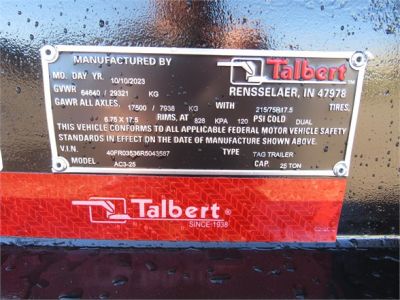 MANUFACTURED BY Talbert
MO. DAY YR. 10/10/2023 RENSSELAER, IN 47978
GVWR 64640 / 29321 KG
GAWR ALL AXLES. 17500 / 7938 KG WITH 215/75R17.5 TIRES,
6.75 X 17.5 RIMS, AT 828 KPA 120 PSI COLD DUAL
THIS VEHICLE CONFORMS TO ALL APPLICABLE FEDERAL MOTOR VEHICLE SAFETY
STANDARDS IN EFFECT ON THE DATE OF MANUFACTURE SHOWN ABOVE.
V.I.N. 40FR03536R5043587 TYPE TAG TRAILER
MODEL AC3-25 CAP. 25 TON
Talbert®
SINCE 1938